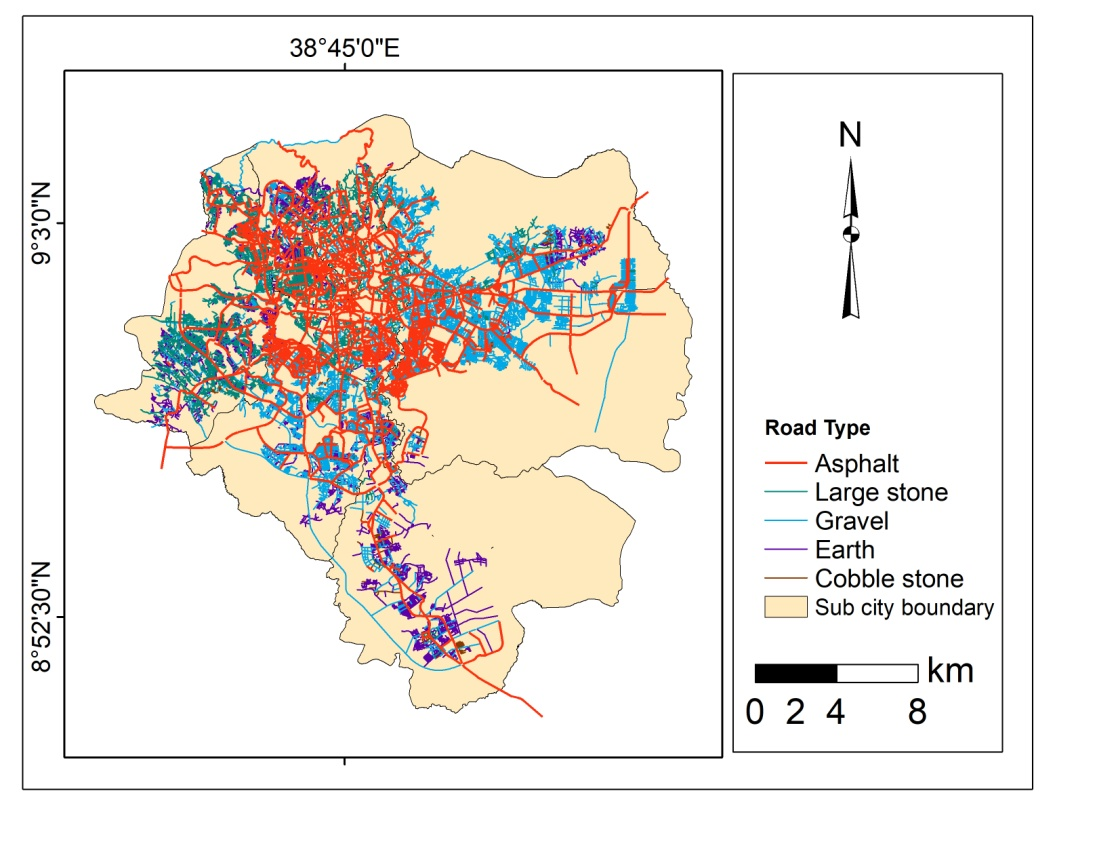 38°45'0"E
9°3'0"N
8°52'30"N
N
Road Type
Asphalt
Large stone
Gravel
Earth
Cobble stone
Sub city boundary
km
0 2 4 8